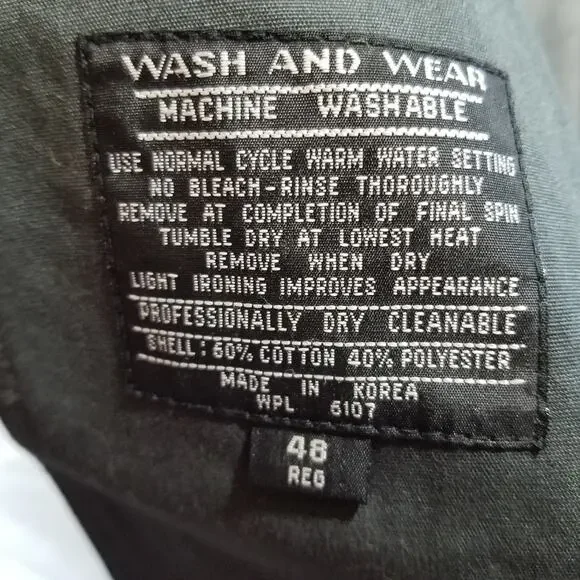 WASH AND WEAR
MACHINE WASHABLE
USE NORMAL CYCLE WARM WATER SETTING
NO BLEACH-RINSE THOROUGHLY
REMOVE AT COMPLETION OF FINAL SPIN
TUMBLE DRY AT LOWEST HEAT
REMOVE WHEN DRY
LIGHT IRONING IMPROVES APPEARANCE
PROFESSIONALLY DRY CLEANABLE
SHELL: 60% COTTON 40% POLYESTER
MADE IN KOREA
WPL 6107
48
REG